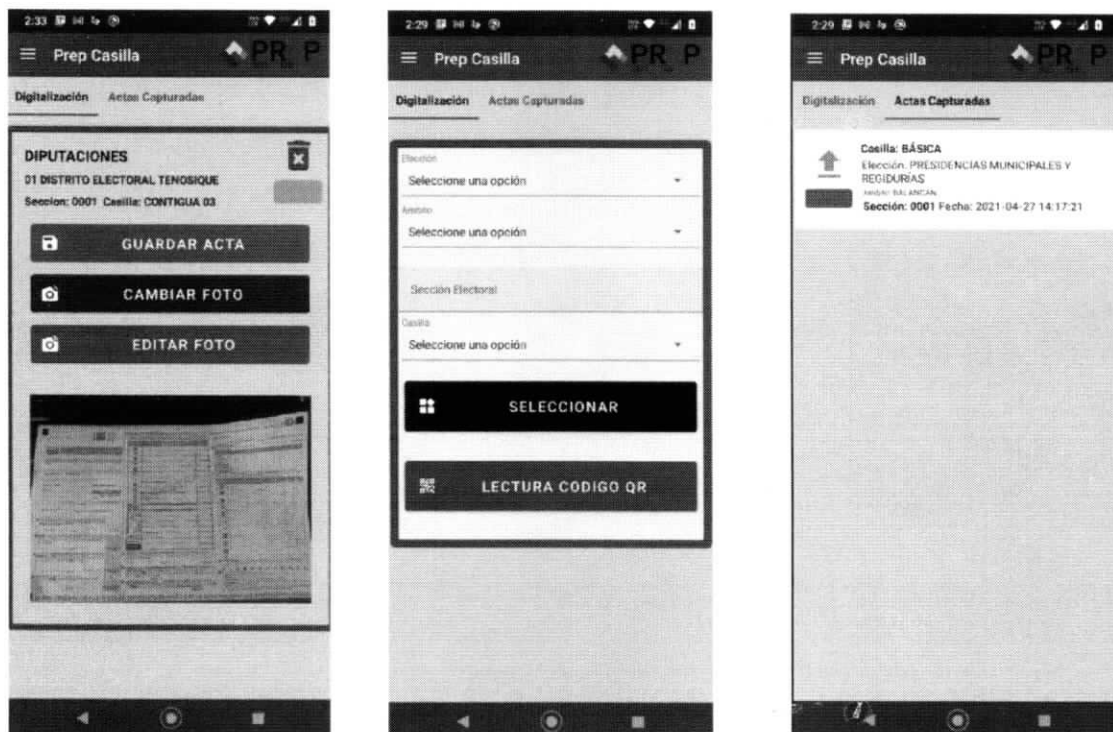 2:33
Prep Casilla
PR P
Digitalización Actas Capturadas
DIPUTACIONES
01 DISTRITO ELECTORAL TENOSIQUE
Seccion: 0001 Casilla: CONTIGUA 03
GUARDAR ACTA
CAMBIAR FOTO
EDITAR FOTO
2:29
Prep Casilla
PR P
Digitalización Actas Capturadas
Elección
Seleccione una opción
Ámbito
Seleccione una opción
Sección Electoral
Casilla
Seleccione una opción
SELECCIONAR
LECTURA CODIGO QR
2:29
Prep Casilla
PR P
Digitalización Actas Capturadas
Casilla: BÁSICA
Elección: PRESIDENCIAS MUNICIPALES Y
REGIDURÍAS
BALANCÁN
Sección: 0001 Fecha: 2021-04-27 14:17:21